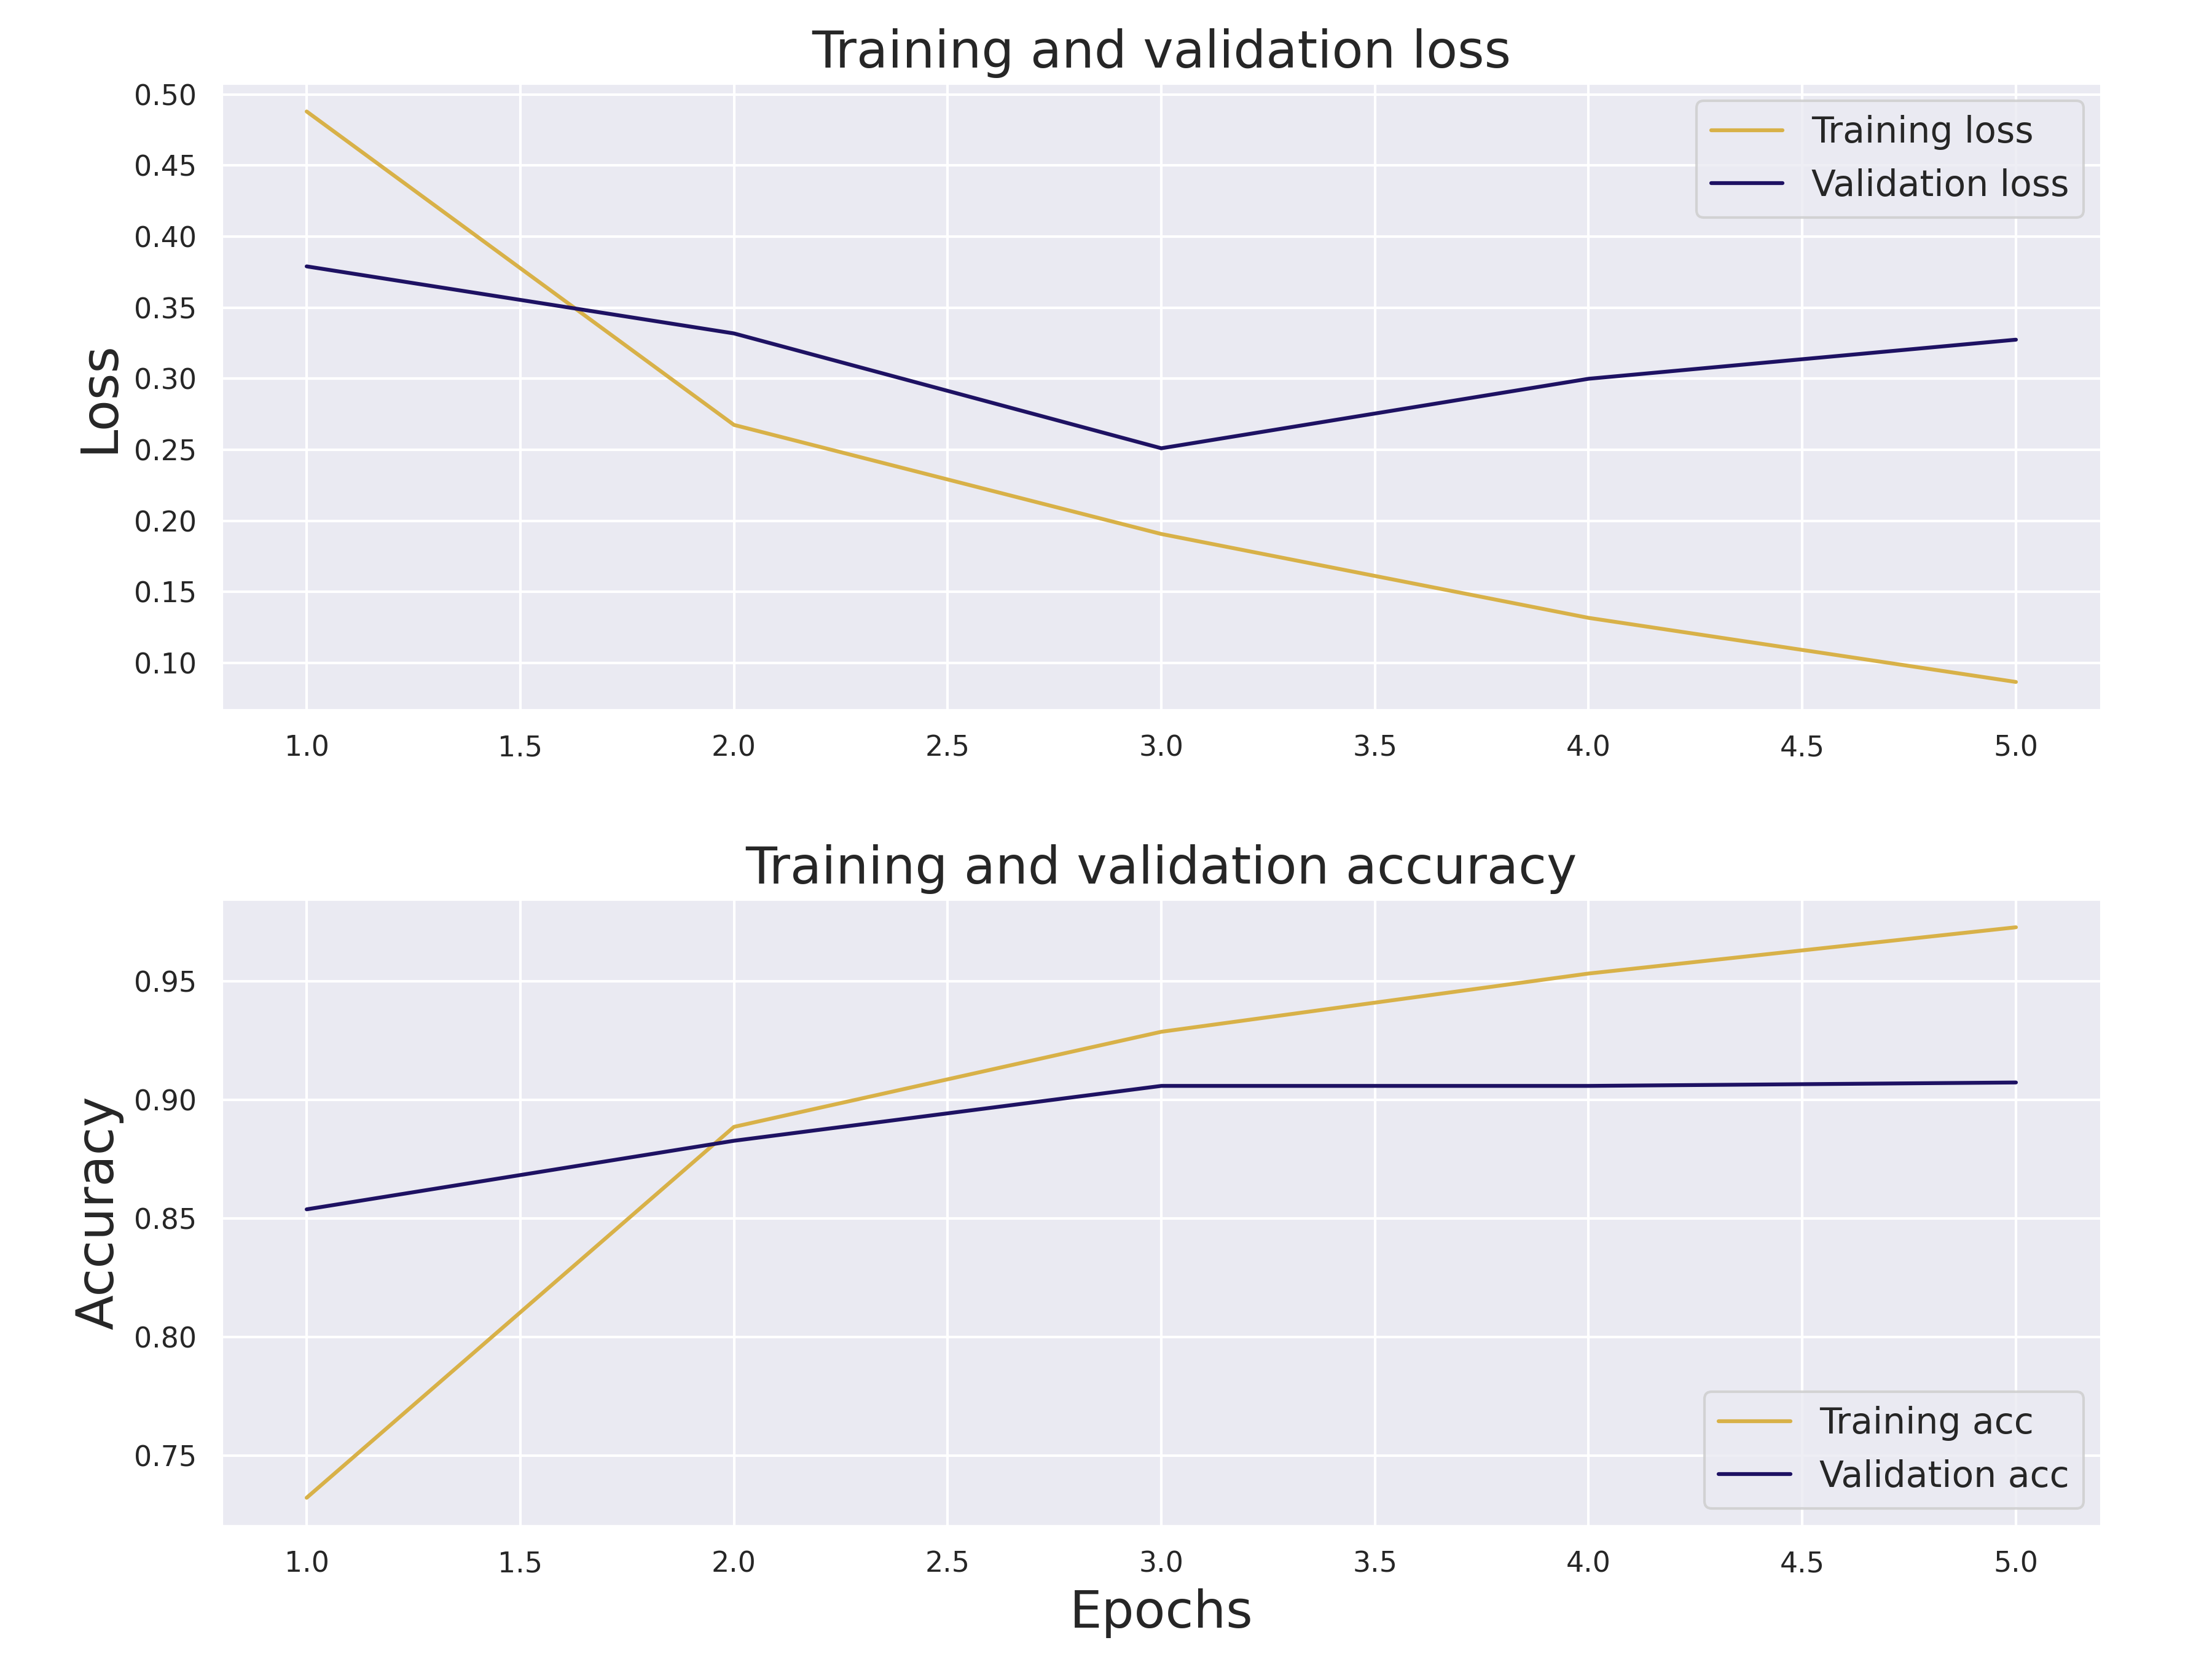 Training and validation loss
0.50
0.45
0.40
0.35
0.30
0.25
0.20
0.15
0.10
Loss
Training loss
Validation loss
1.0 1.5 2.0 2.5 3.0 3.5 4.0 4.5 5.0
Training and validation accuracy
0.95
0.90
0.85
0.80
0.75
Accuracy
Training acc
Validation acc
1.0 1.5 2.0 2.5 3.0 3.5 4.0 4.5 5.0
Epochs